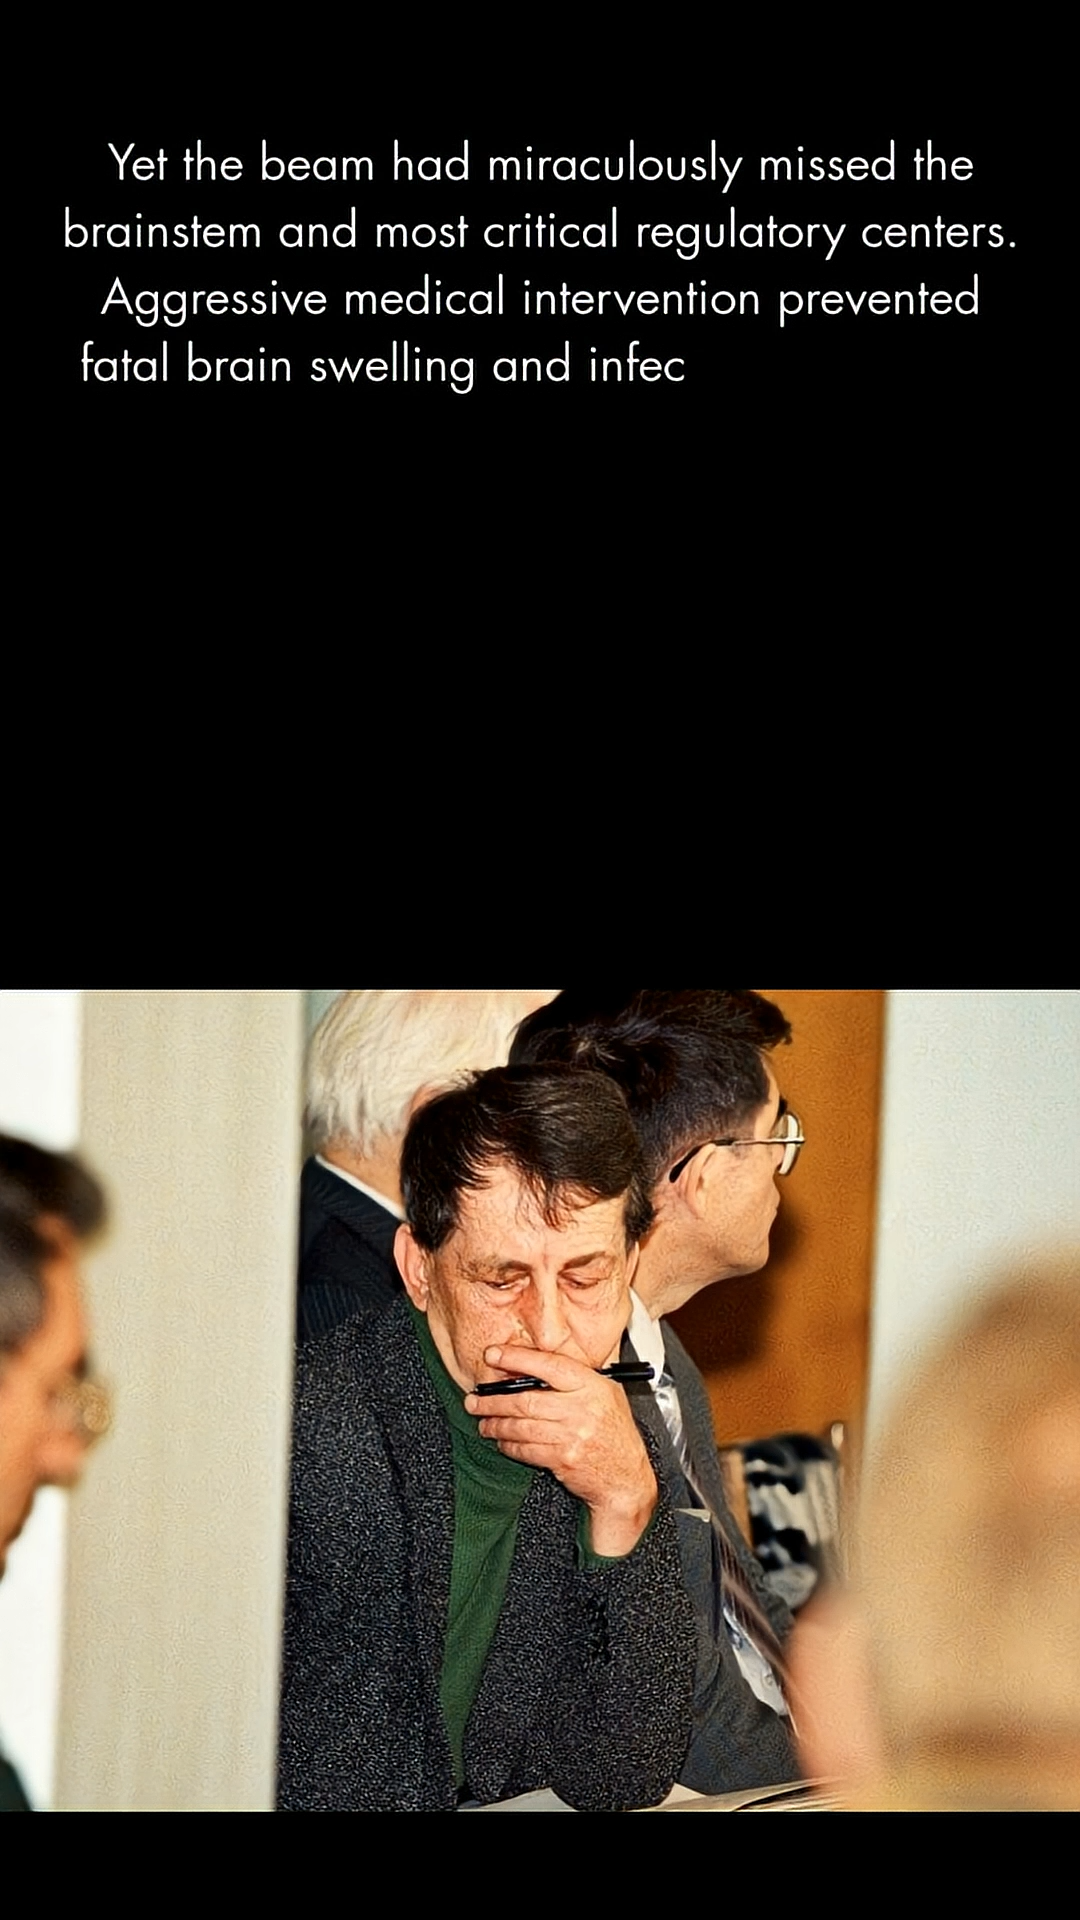 Yet the beam had miraculously missed the
brainstem and most critical regulatory centers.
Aggressive medical intervention prevented
fatal brain swelling and infec